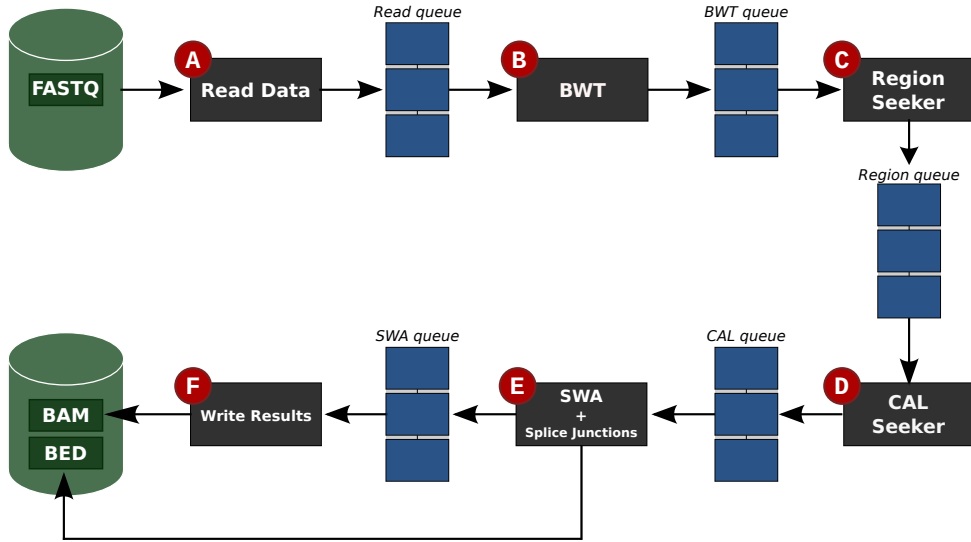 Read queue
BWT queue
A
B
C
FASTQ
Read Data
BWT
Region
Seeker
Region queue
SWA queue
CAL queue
F
E
D
BAM
BED
Write Results
SWA
+
Splice Junctions
CAL
Seeker